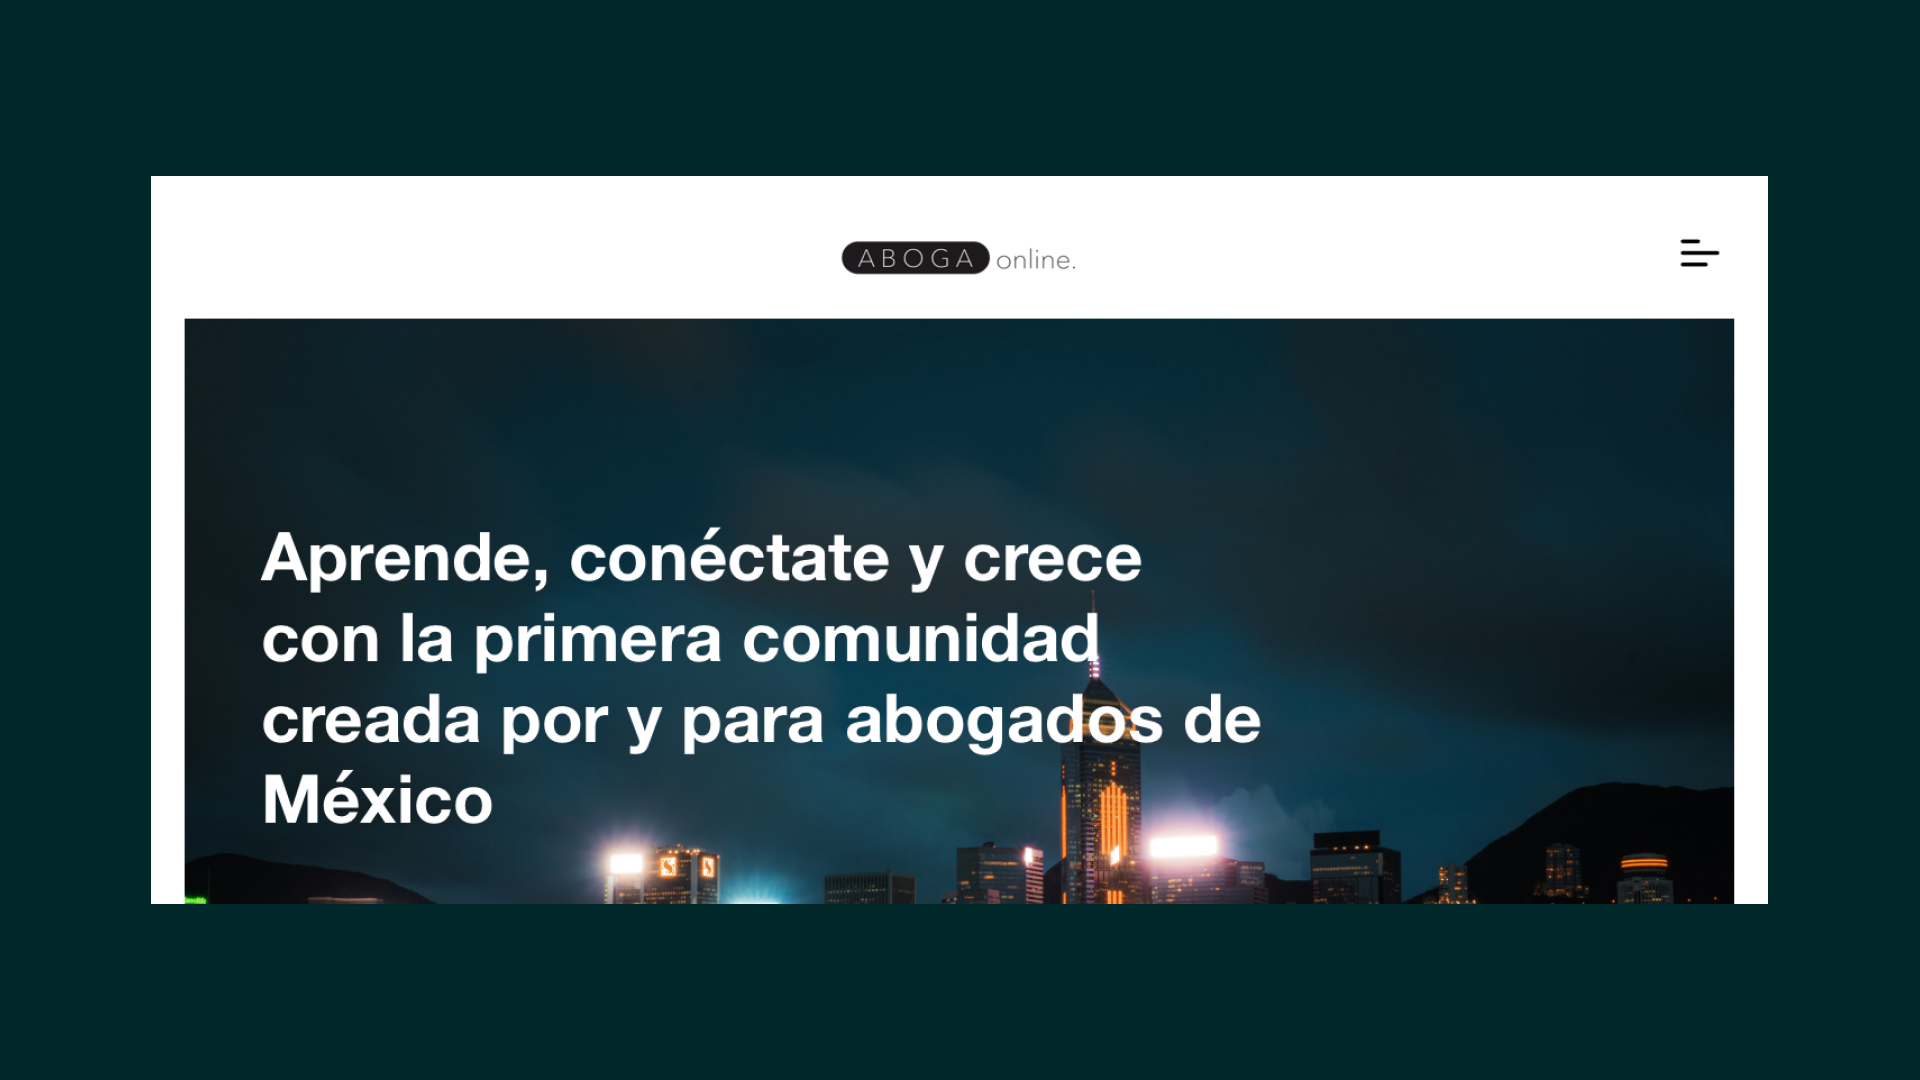 ABOGA online.
Aprende, conéctate y crece
con la primera comunidad
creada por y para abogados de
México